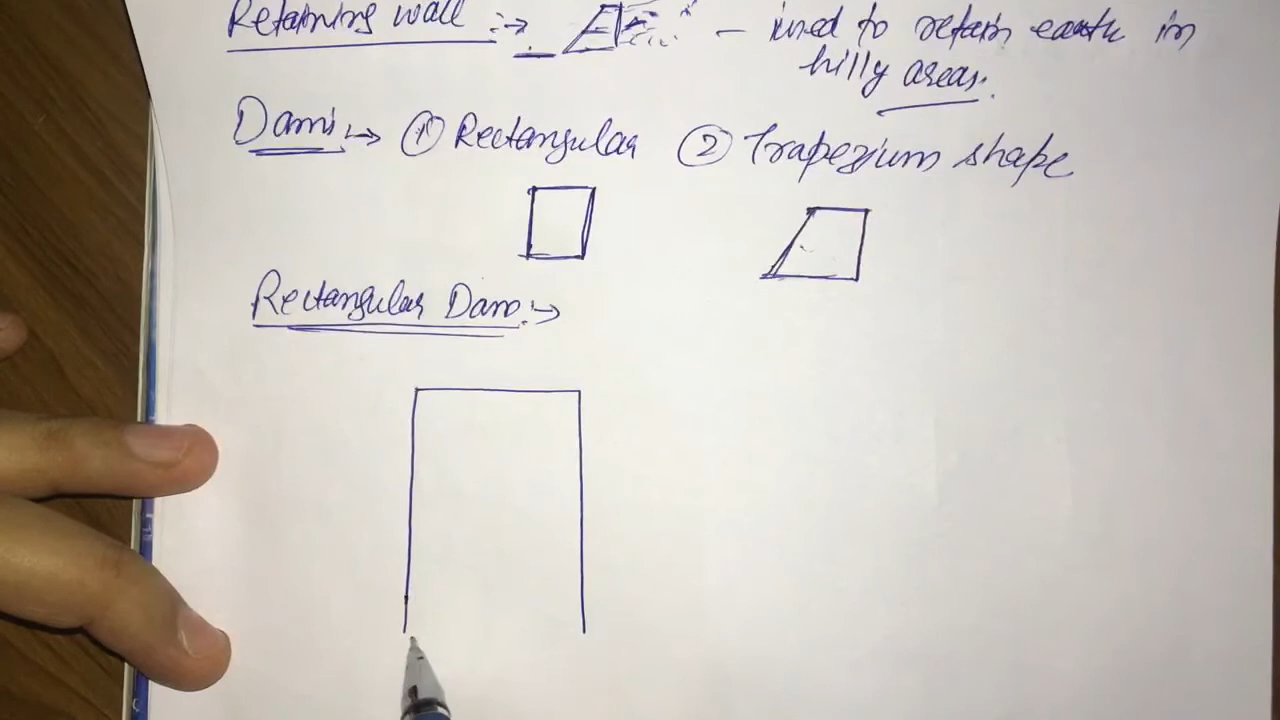 Retaining wall :→ – used to retain earth in
hilly areas.
Dams :→ ① Rectangular ② Trapezium shape
Rectangular Dam :→